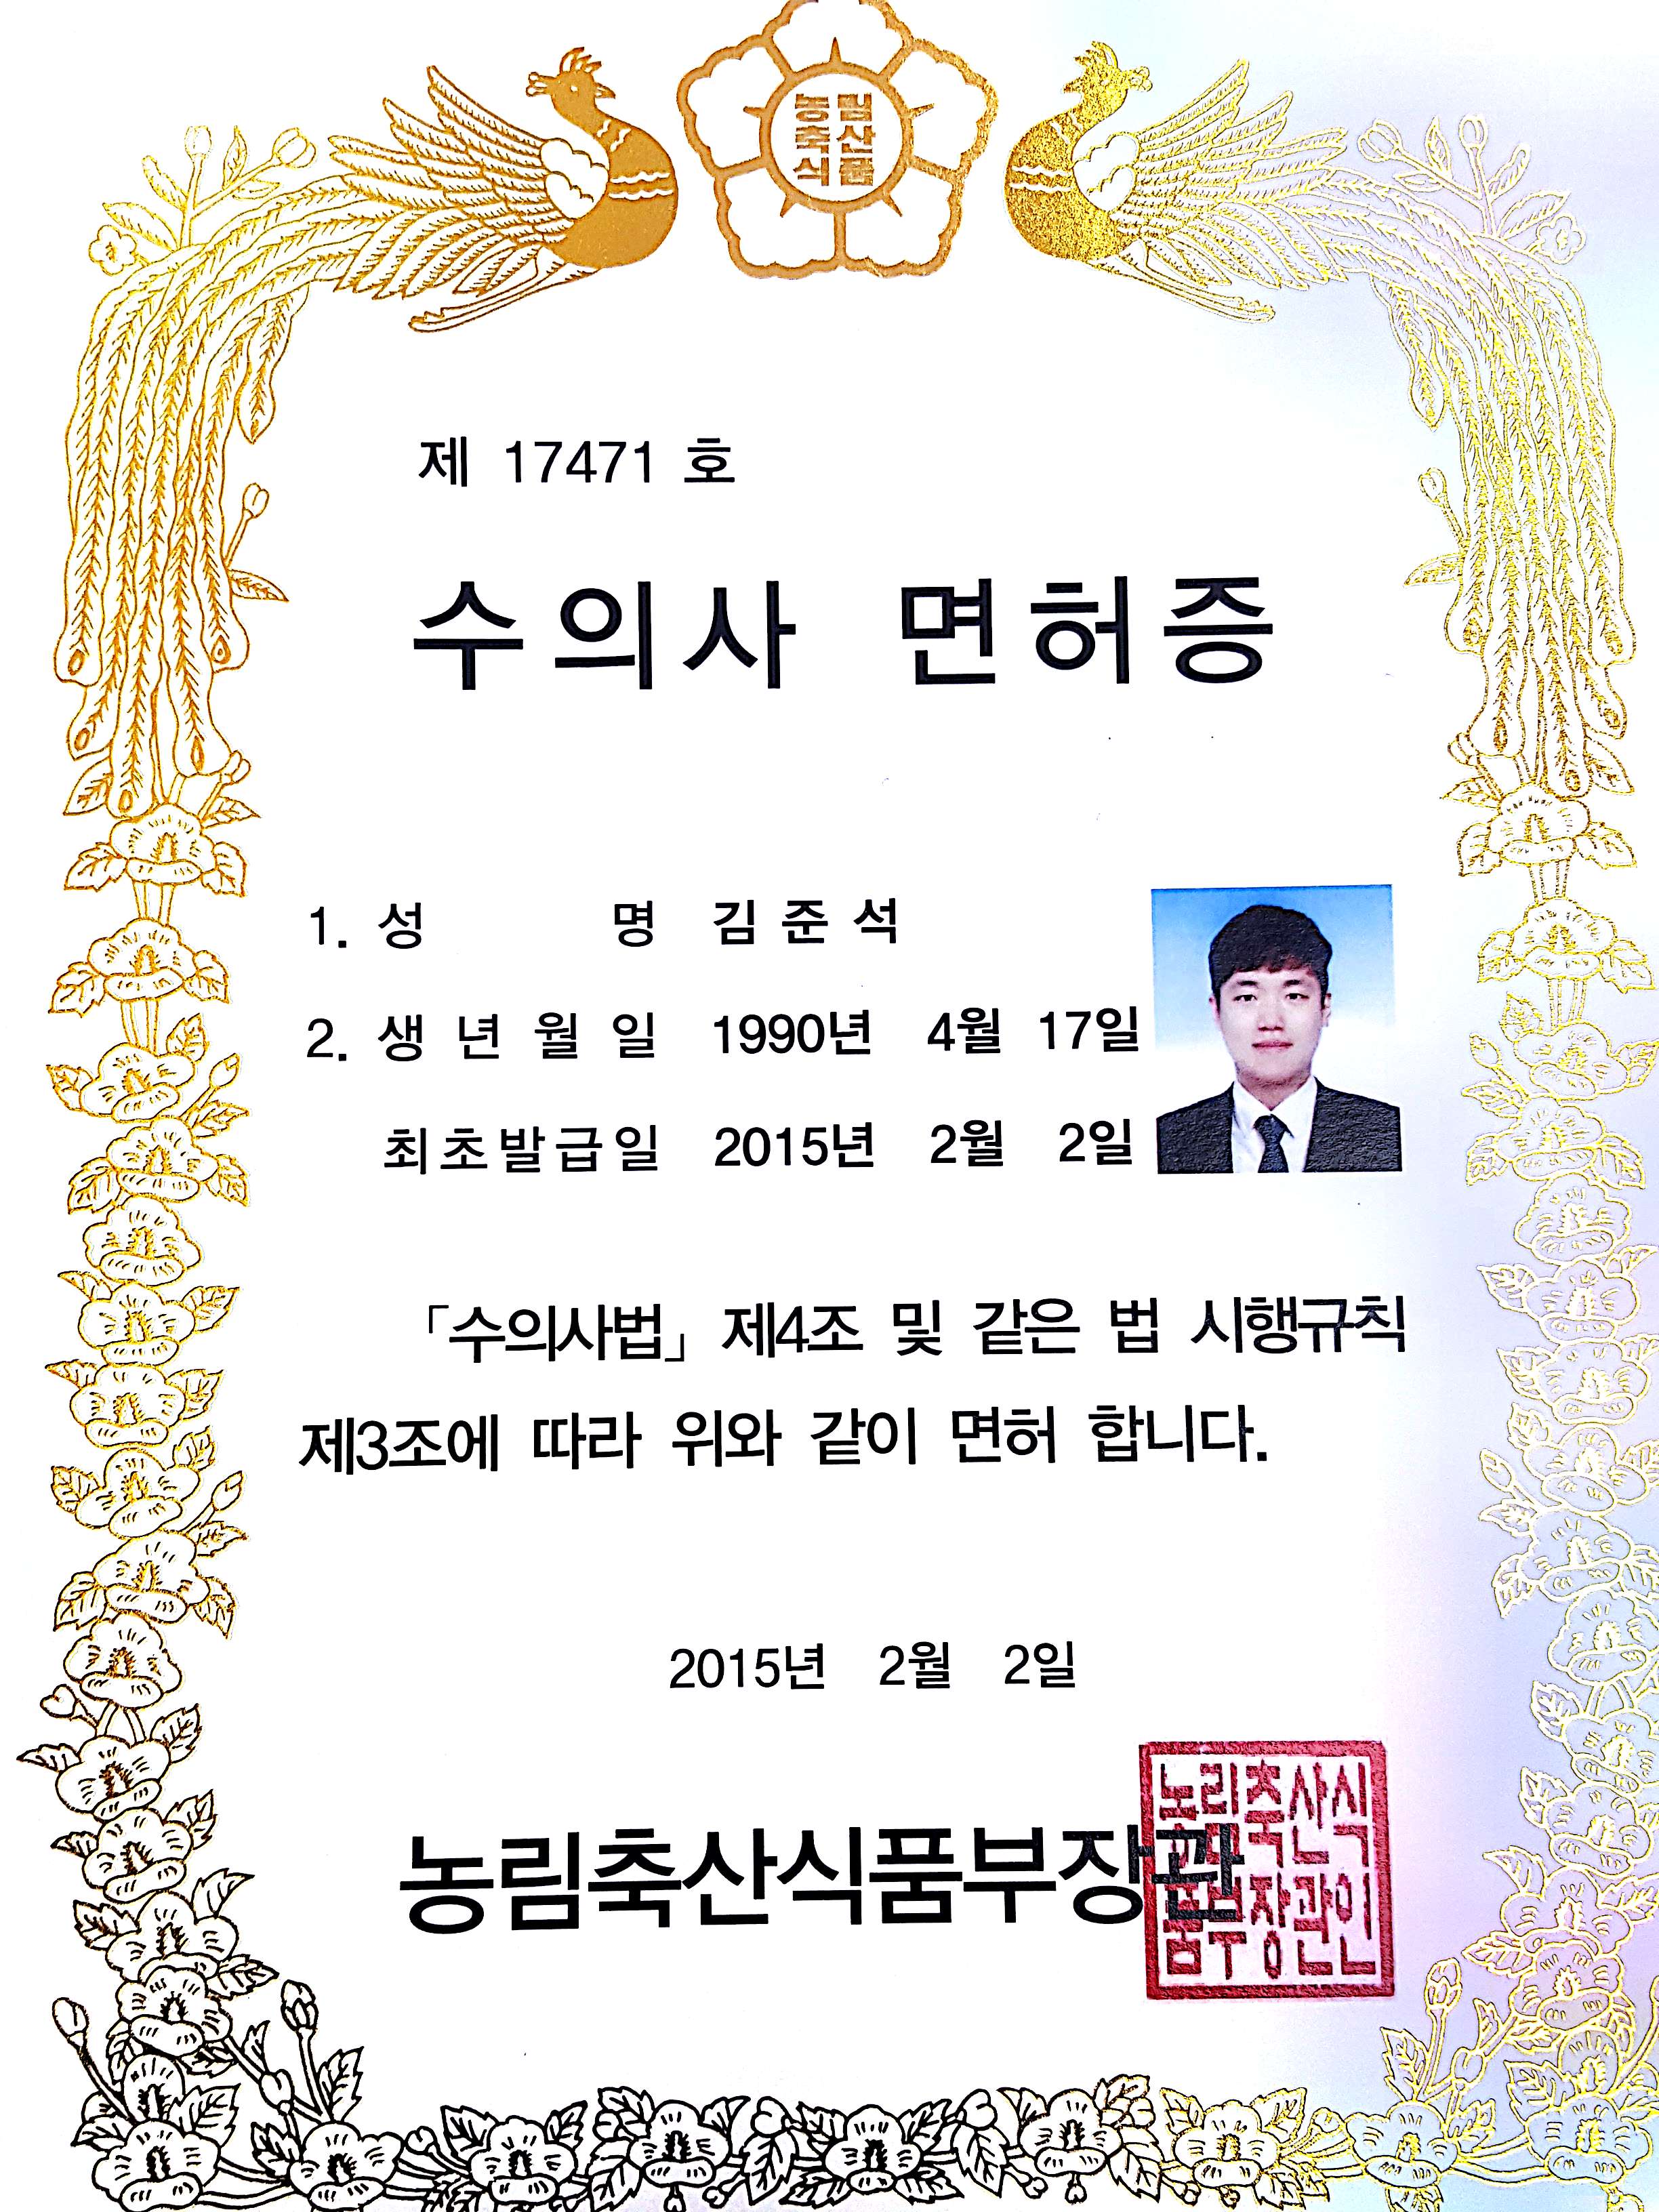 농림
축산
식품
제 17471 호
수의사 면허증
1. 성 명 김 준 석
2. 생 년 월 일 1990년 4월 17일
최초발급일 2015년 2월 2일
「수의사법」 제4조 및 같은 법 시행규칙
제3조에 따라 위와 같이 면허 합니다.
2015년 2월 2일
농림축산식품부장관
농림축산식
품부장관인